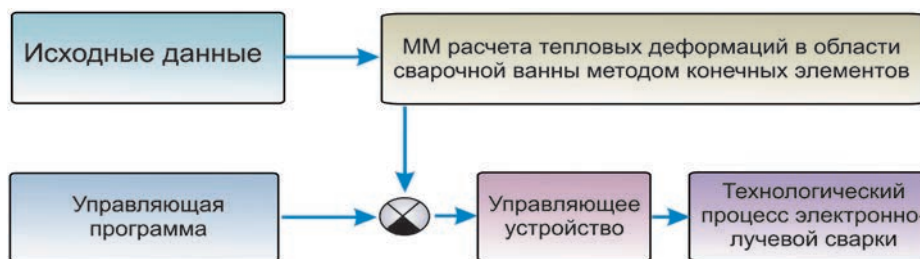 Исходные данные
ММ расчета тепловых деформаций в области
сварочной ванны методом конечных элементов
Управляющая
программа
Управляющее
устройство
Технологический
процесс электронно-
лучевой сварки